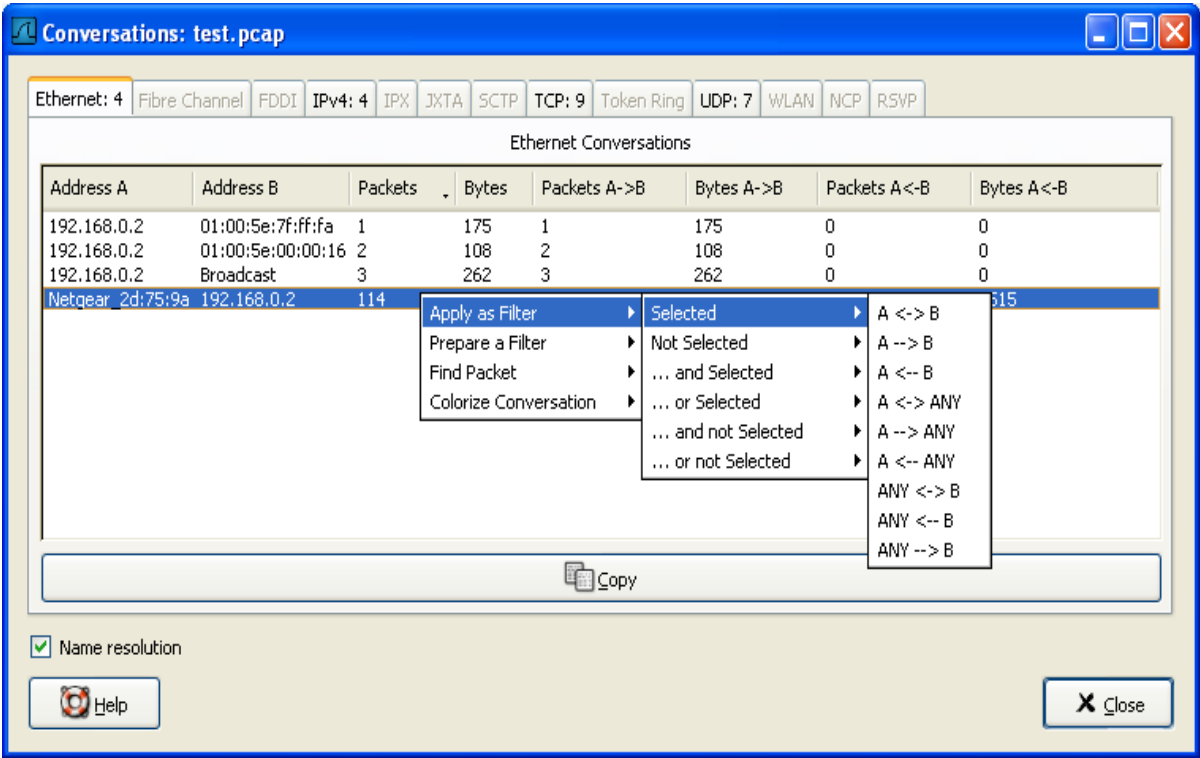 Conversations: test.pcap
Ethernet: 4 Fibre Channel FDDI IPv4: 4 IPX JXTA SCTP TCP: 9 Token Ring UDP: 7 WLAN NCP RSVP
Ethernet Conversations
Address A Address B Packets Bytes Packets A->B Bytes A->B Packets A<-B Bytes A<-B
192.168.0.2 01:00:5e:7f:ff:fa 1 175 1 175 0 0
192.168.0.2 01:00:5e:00:00:16 2 108 2 108 0 0
192.168.0.2 Broadcast 3 262 3 262 0 0
Netgear_2d:75:9a 192.168.0.2 114
Apply as Filter Selected A <-> B
Prepare a Filter Not Selected A --> B
Find Packet ... and Selected A <-- B
Colorize Conversation ... or Selected A <-> ANY
... and not Selected A --> ANY
... or not Selected A <-- ANY
ANY <-> B
ANY <-- B
ANY --> B
Copy
Name resolution
Help Close